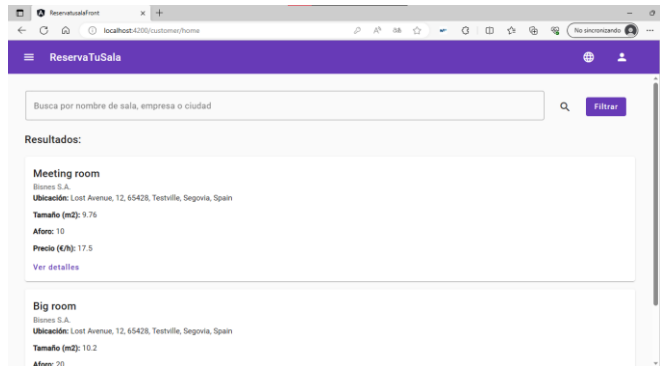 ReservatusalaFront
localhost:4200/customer/home
No sincronizando
ReservaTuSala
Busca por nombre de sala, empresa o ciudad
Filtrar
Resultados:
Meeting room
Bisnes S.A.
Ubicación: Lost Avenue, 12, 65428, Testville, Segovia, Spain
Tamaño (m2): 9.76
Aforo: 10
Precio (€/h): 17.5
Ver detalles
Big room
Bisnes S.A.
Ubicación: Lost Avenue, 12, 65428, Testville, Segovia, Spain
Tamaño (m2): 10.2
Aforo: 20